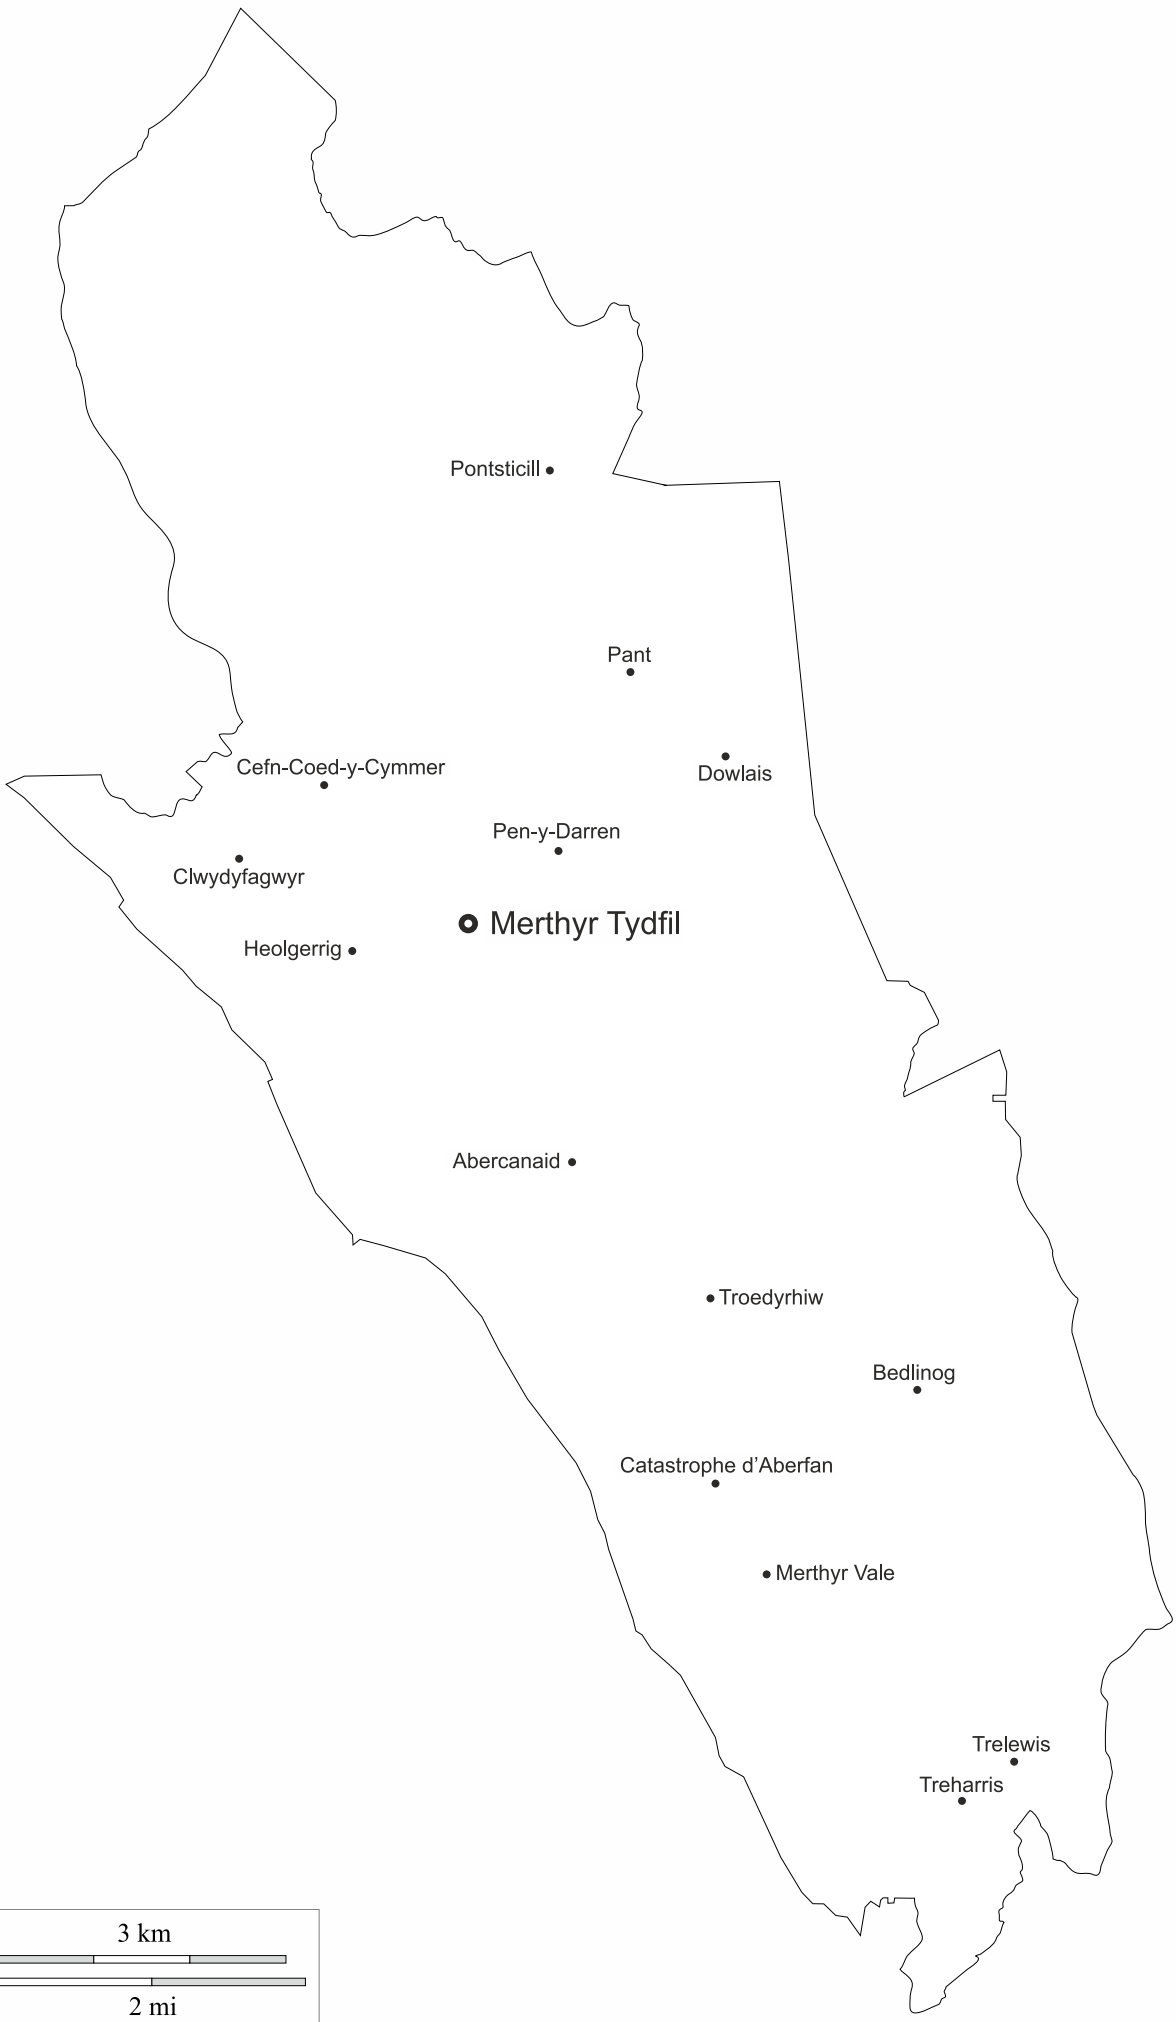 Pontsticill
Pant
Cefn-Coed-y-Cymmer
Dowlais
Pen-y-Darren
Clwydyfagwyr
Merthyr Tydfil
Heolgerrig
Abercanaid
Troedyrhiw
Bedlinog
Catastrophe d'Aberfan
Merthyr Vale
Trelewis
Treharris
3 km
2 mi